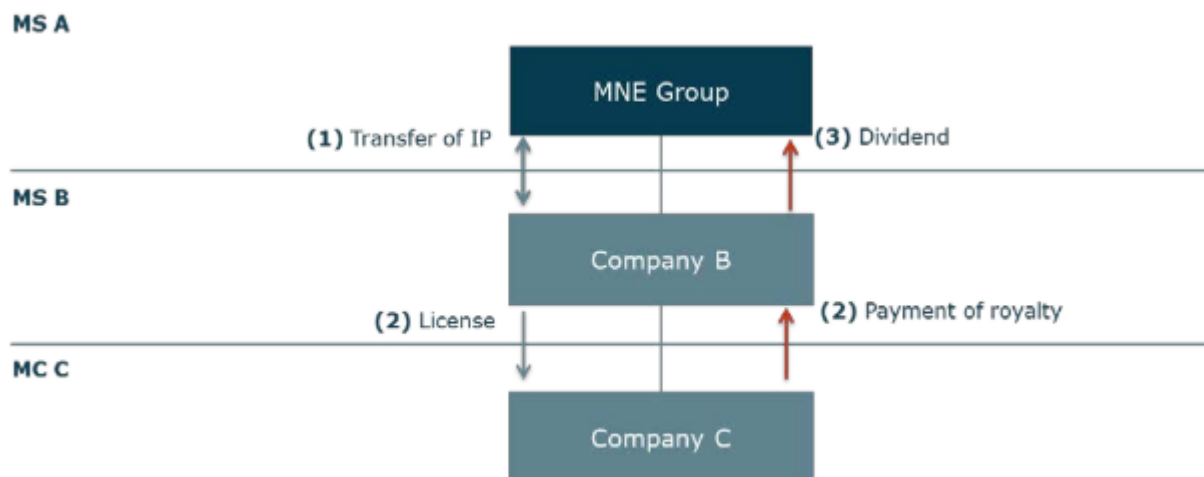 MS A
MNE Group
(1) Transfer of IP
(3) Dividend
MS B
Company B
(2) License
(2) Payment of royalty
MC C
Company C